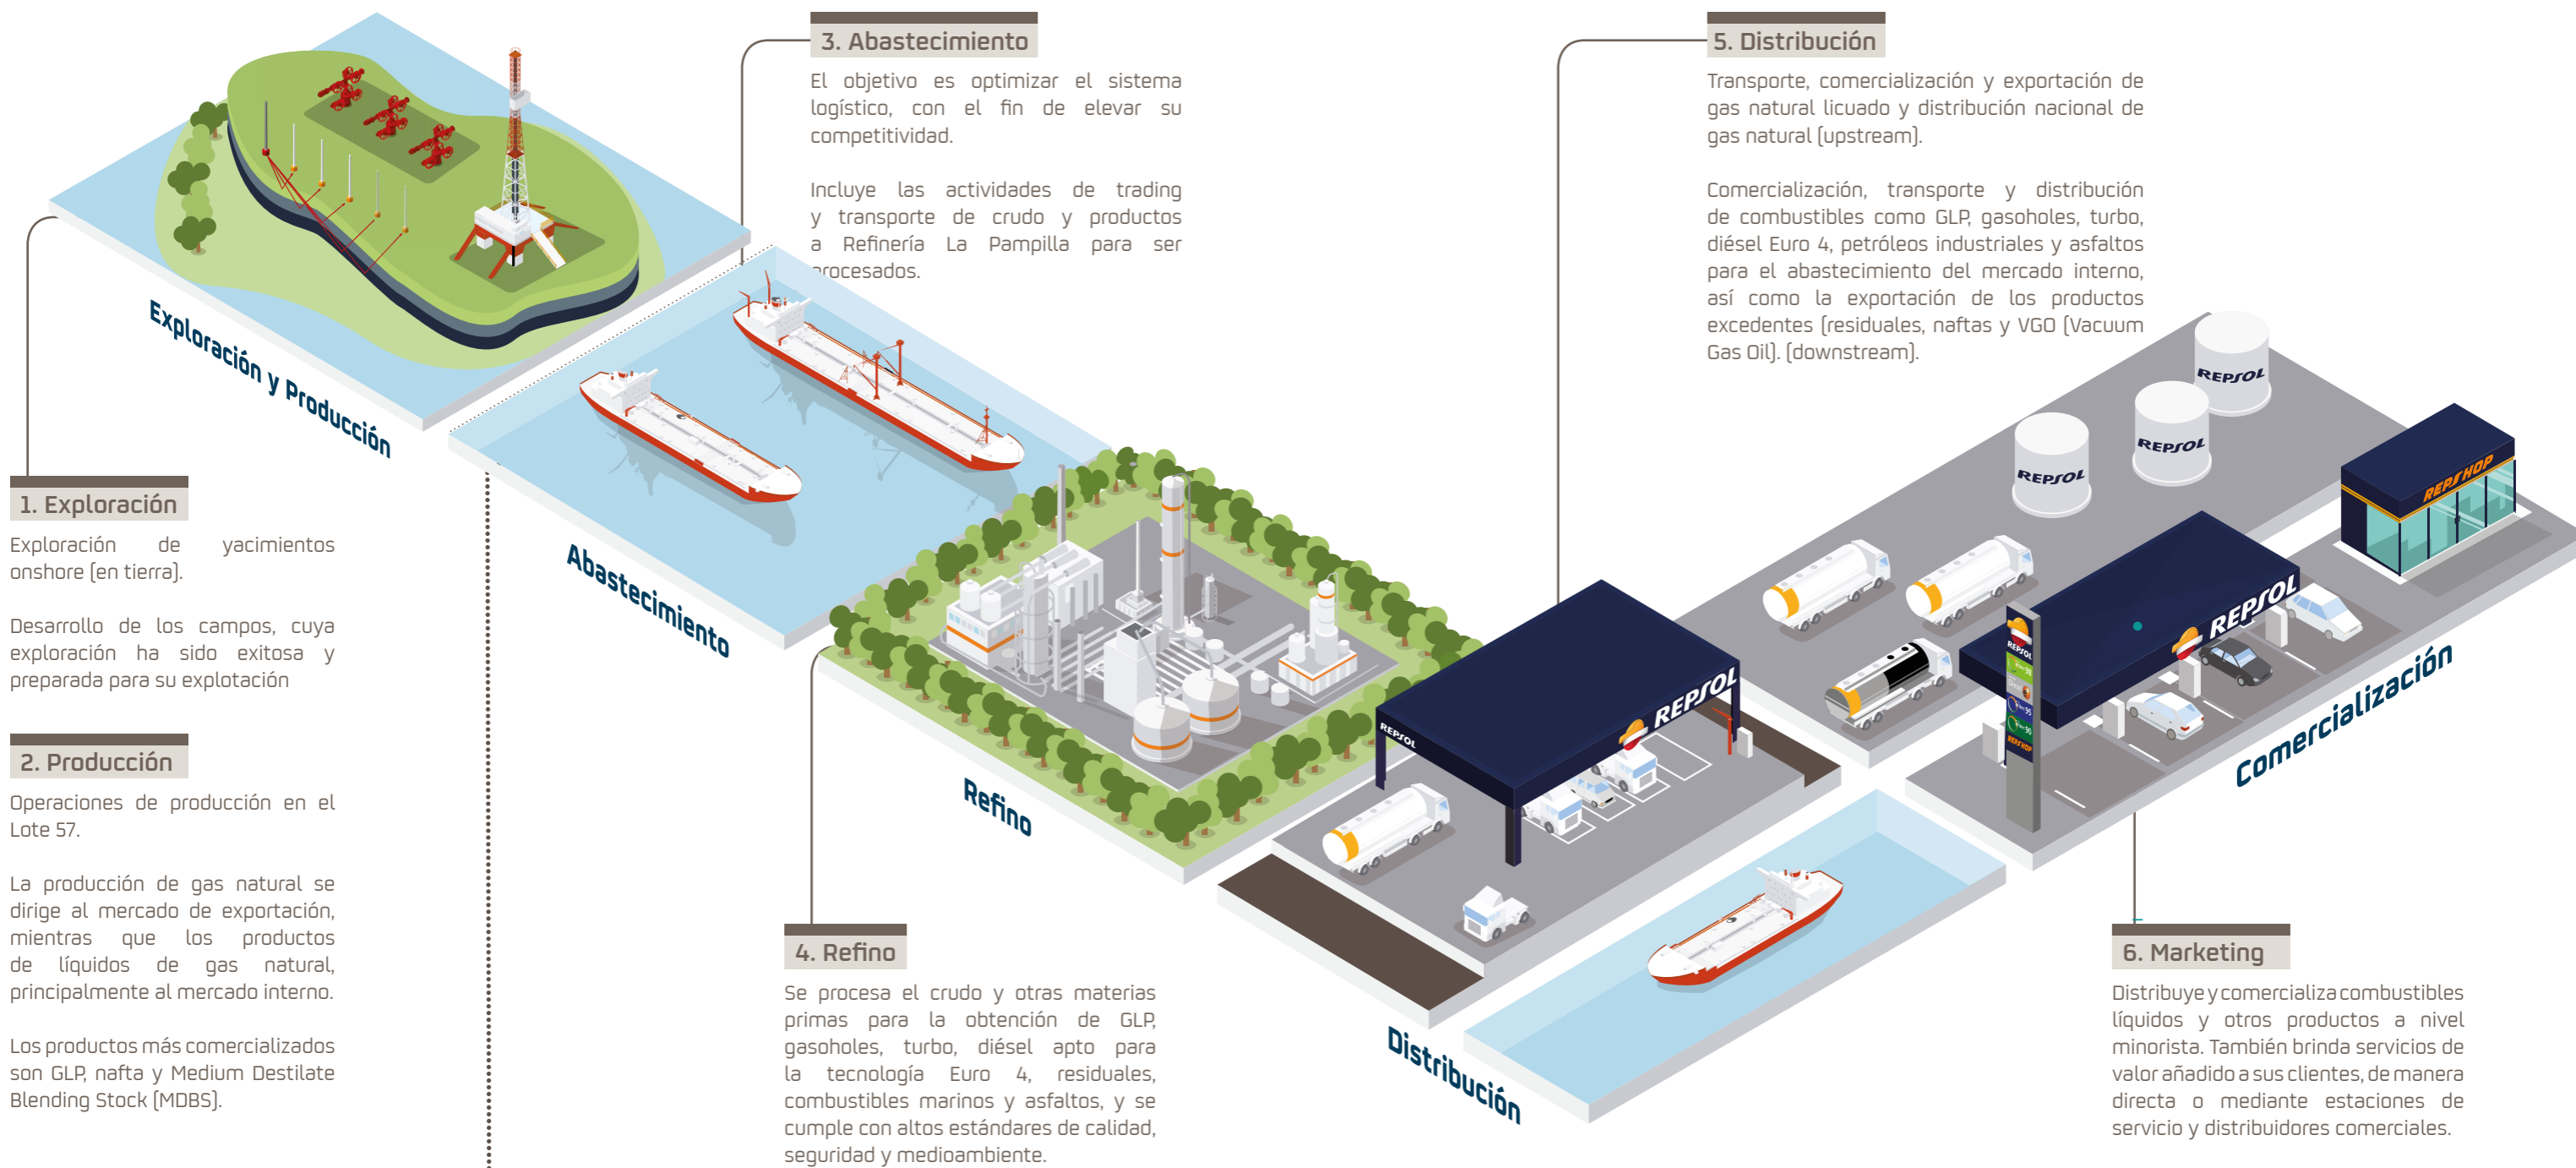 3. Abastecimiento
El objetivo es optimizar el sistema
logístico, con el fin de elevar su
competitividad.
Incluye las actividades de trading
y transporte de crudo y productos
a Refinería La Pampilla para ser
procesados.
5. Distribución
Transporte, comercialización y exportación de
gas natural licuado y distribución nacional de
gas natural (upstream).
Comercialización, transporte y distribución
de combustibles como GLP, gasoholes, turbo,
diésel Euro 4, petróleos industriales y asfaltos
para el abastecimiento del mercado interno,
así como la exportación de los productos
excedentes (residuales, naftas y VGO (Vacuum
Gas Oil). (downstream).
Exploración y Producción
1. Exploración
Exploración de yacimientos
onshore (en tierra).
Desarrollo de los campos, cuya
exploración ha sido exitosa y
preparada para su explotación
2. Producción
Operaciones de producción en el
Lote 57.
La producción de gas natural se
dirige al mercado de exportación,
mientras que los productos
de líquidos de gas natural,
principalmente al mercado interno.
Los productos más comercializados
son GLP, nafta y Medium Destilate
Blending Stock (MDBS).
Abastecimiento
Refino
4. Refino
Se procesa el crudo y otras materias
primas para la obtención de GLP,
gasoholes, turbo, diésel apto para
la tecnología Euro 4, residuales,
combustibles marinos y asfaltos, y se
cumple con altos estándares de calidad,
seguridad y medioambiente.
REPSOL
REPSOL
REPSOL
REPSHOP
REPSOL
REPSOL
REPSOL
REPSOL
98
95
90
REPSHOP
Distribución
Comercialización
6. Marketing
Distribuye y comercializa combustibles
líquidos y otros productos a nivel
minorista. También brinda servicios de
valor añadido a sus clientes, de manera
directa o mediante estaciones de
servicio y distribuidores comerciales.